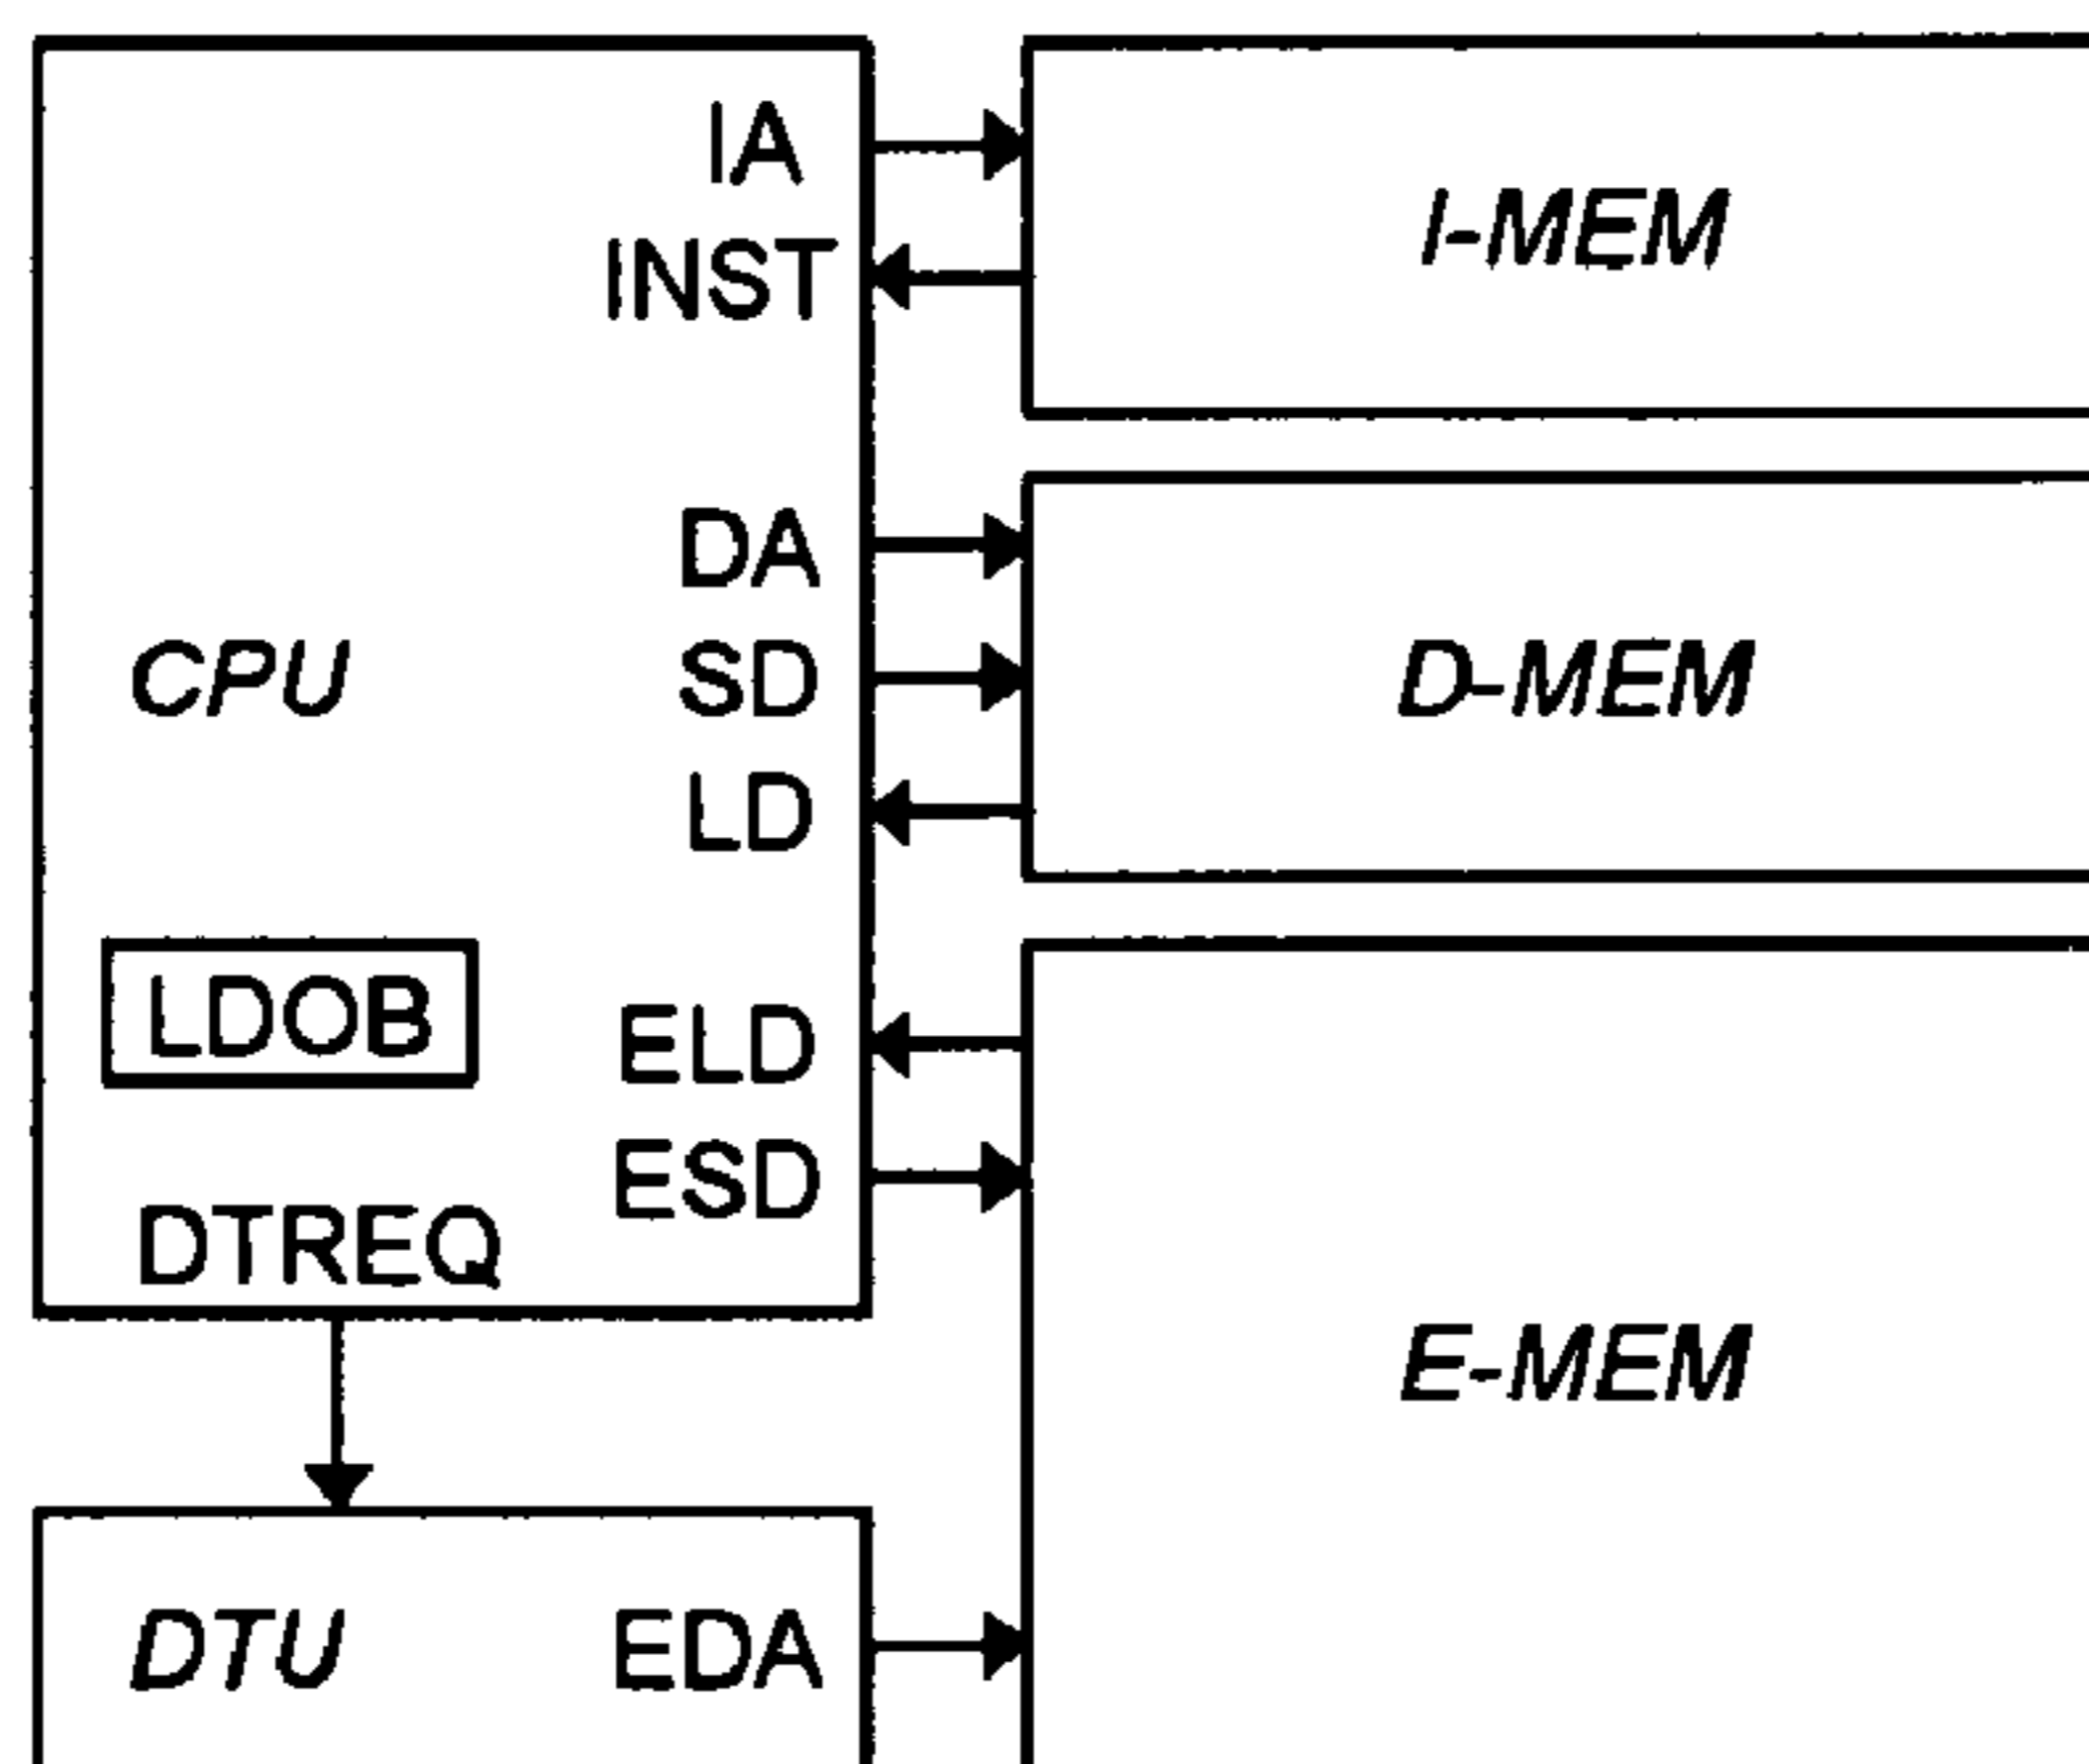 IA
INST
I-MEM
DA
CPU
SD
D-MEM
LD
LDOB
ELD
ESD
DTREQ
E-MEM
DTU
EDA